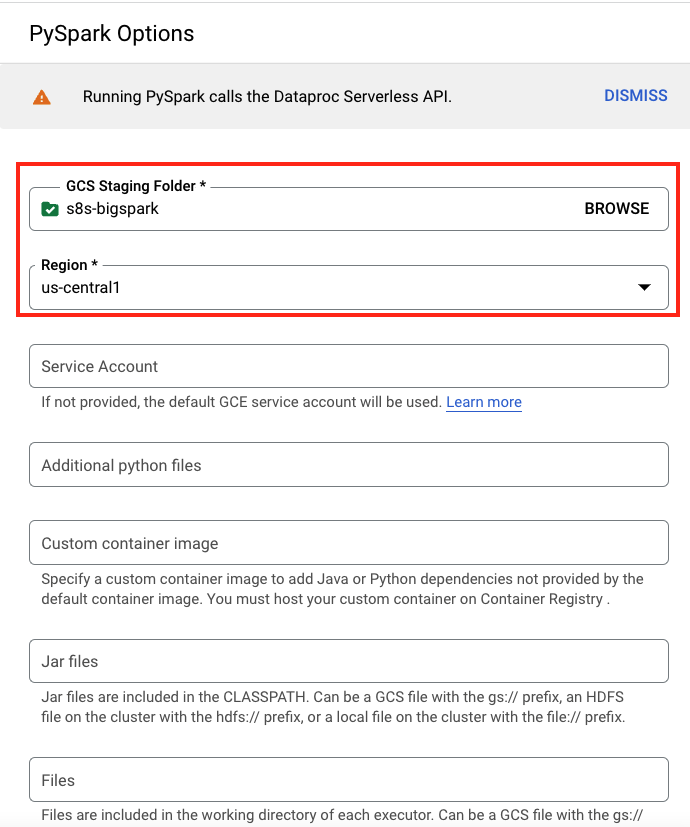 PySpark Options
Running PySpark calls the Dataproc Serverless API.
DISMISS
GCS Staging Folder *
s8s-bigspark
BROWSE
Region *
us-central1
Service Account
If not provided, the default GCE service account will be used. Learn more
Additional python files
Custom container image
Specify a custom container image to add Java or Python dependencies not provided by the
default container image. You must host your custom container on Container Registry .
Jar files
Jar files are included in the CLASSPATH. Can be a GCS file with the gs:// prefix, an HDFS
file on the cluster with the hdfs:// prefix, or a local file on the cluster with the file:// prefix.
Files
Files are included in the working directory of each executor. Can be a GCS file with the gs://